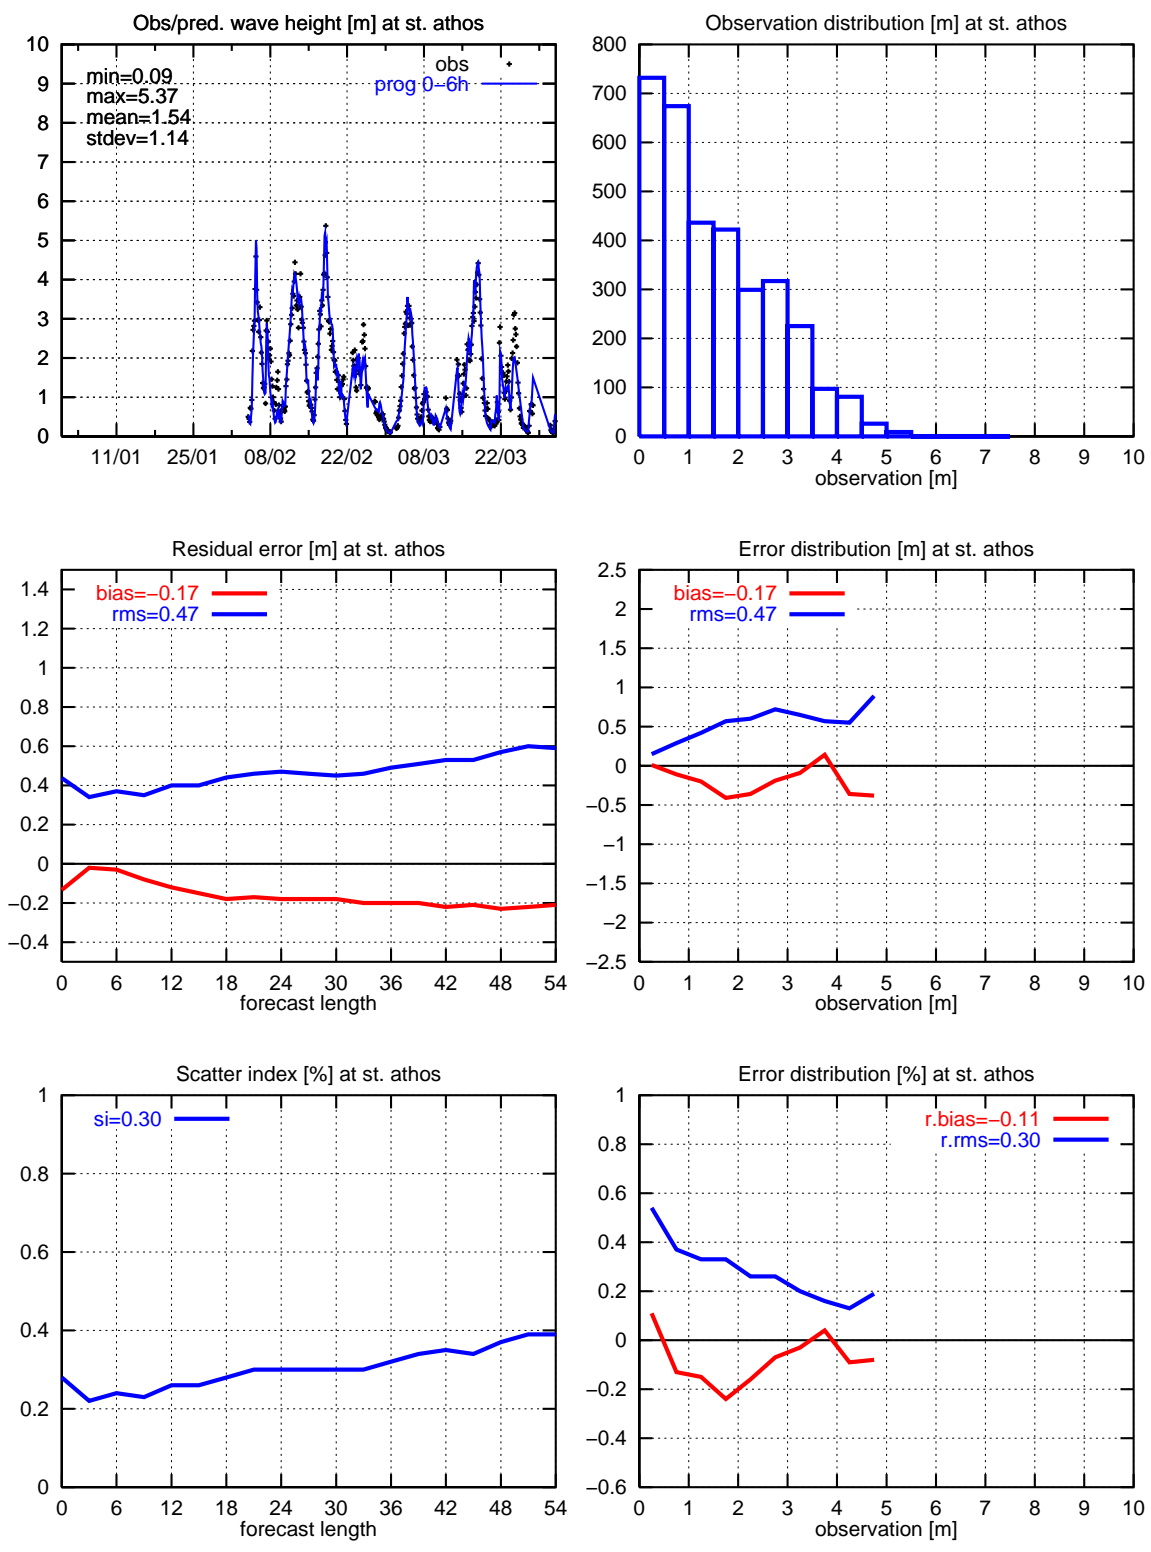 Obs/pred. wave height [m] at st. athos
10
9
8
7
6
5
4
3
2
1
0
min=0.09
max=5.37
mean=1.54
stdev=1.14
obs
prog 0−6h
11/01 25/01 08/02 22/02 08/03 22/03
Observation distribution [m] at st. athos
800
700
600
500
400
300
200
100
0
0 1 2 3 4 5 6 7 8 9 10
observation [m]
Residual error [m] at st. athos
bias=−0.17
rms=0.47
1.4
1.2
1
0.8
0.6
0.4
0.2
0
−0.2
−0.4
0 6 12 18 24 30 36 42 48 54
forecast length
Error distribution [m] at st. athos
bias=−0.17
rms=0.47
2.5
2
1.5
1
0.5
0
−0.5
−1
−1.5
−2
−2.5
0 1 2 3 4 5 6 7 8 9 10
observation [m]
Scatter index [%] at st. athos
si=0.30
1
0.8
0.6
0.4
0.2
0
0 6 12 18 24 30 36 42 48 54
forecast length
Error distribution [%] at st. athos
r.bias=−0.11
r.rms=0.30
1
0.8
0.6
0.4
0.2
0
−0.2
−0.4
−0.6
0 1 2 3 4 5 6 7 8 9 10
observation [m]